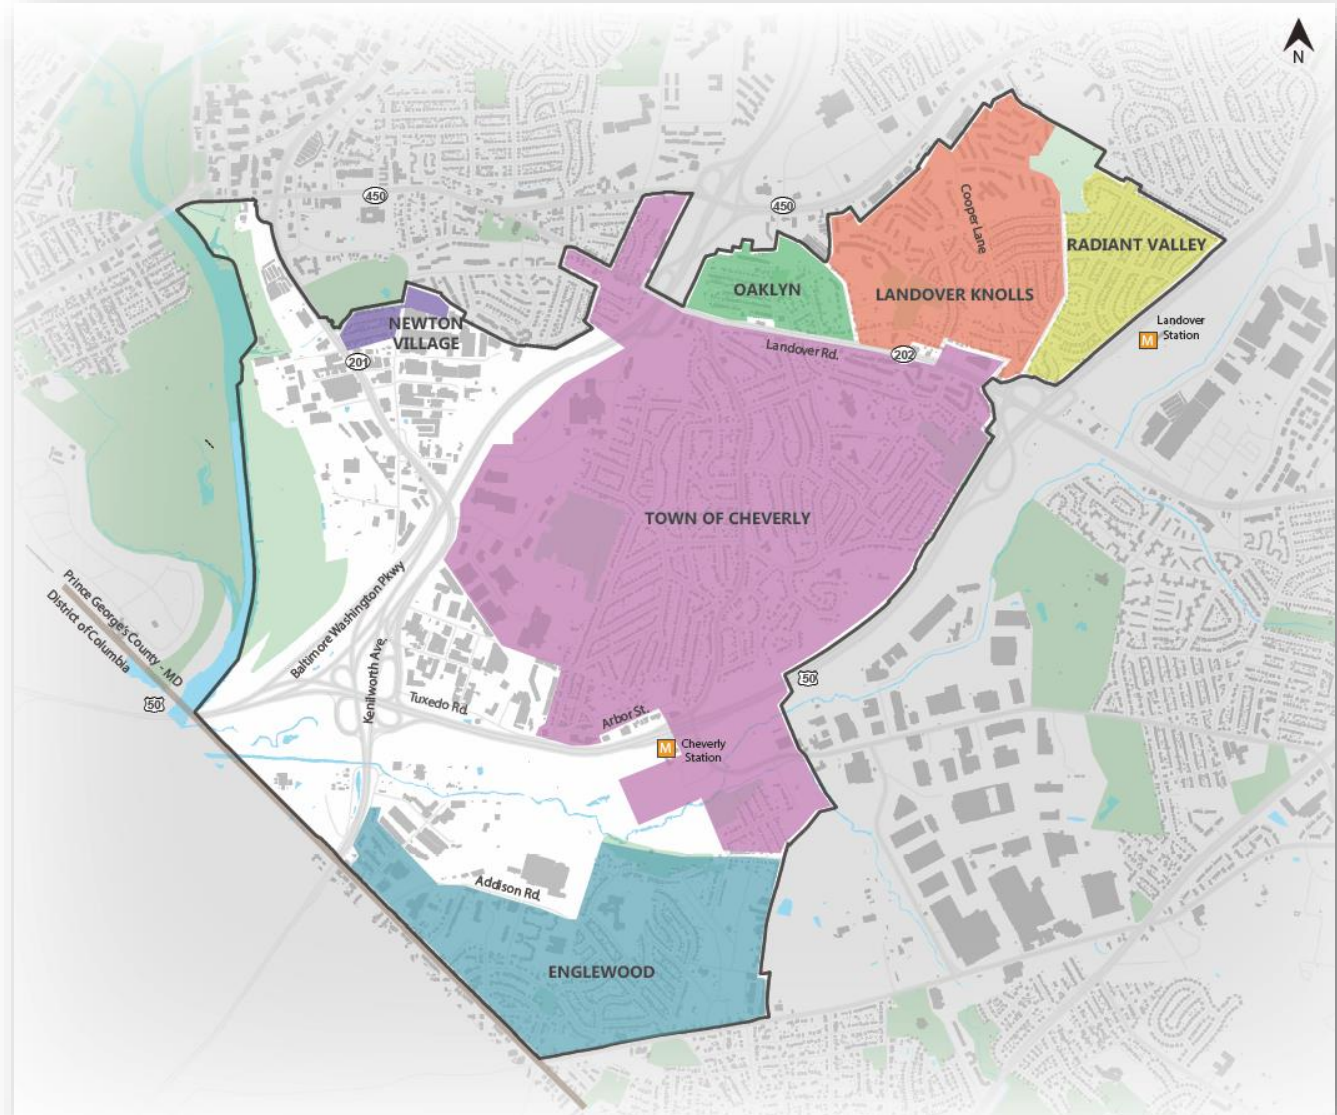 N
450
450
Cooper Lane
RADIANT VALLEY
OAKLYN
LANDOVER KNOLLS
NEWTON
VILLAGE
Landover
Station
M
201
Landover Rd.
202
TOWN OF CHEVERLY
Prince George's County - MD
District of Columbia
Baltimore Washington Pkwy
Kenilworth Ave.
50
50
Tuxedo Rd.
Arbor St.
M
Cheverly
Station
Addison Rd.
ENGLEWOOD